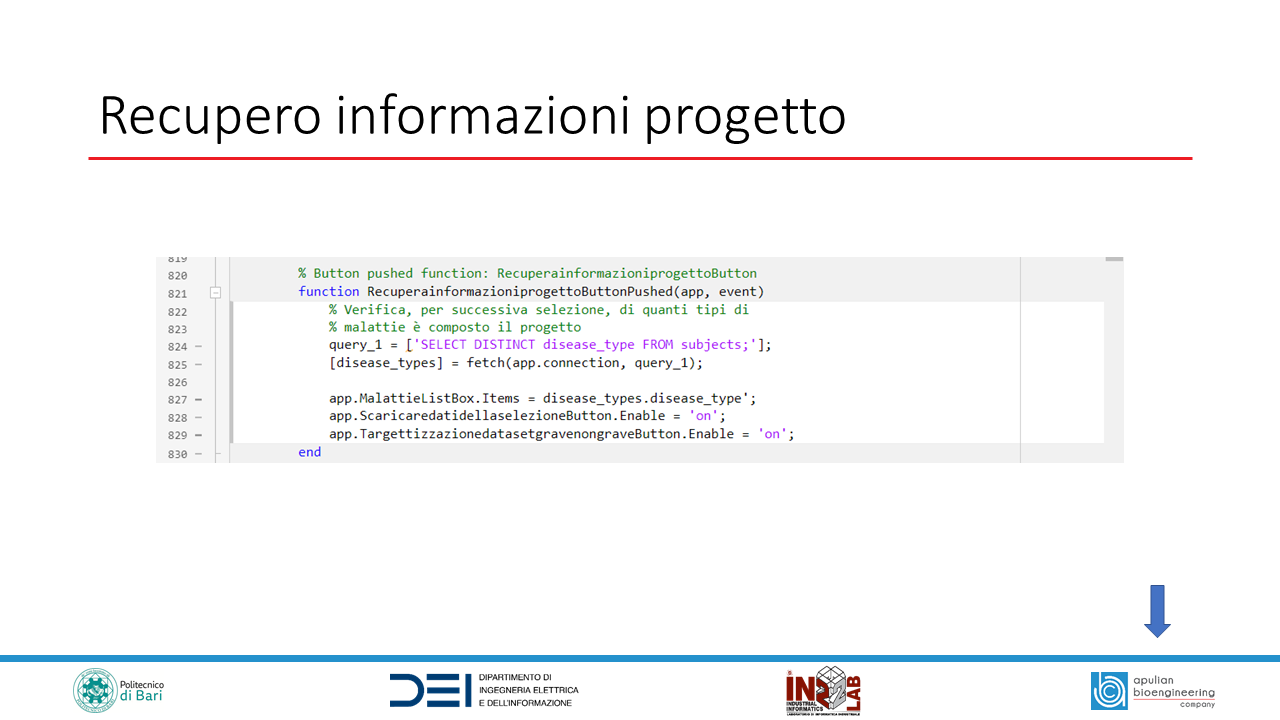 Recupero informazioni progetto
819
820 % Button pushed function: RecuperainformazioniprogettoButton
821 function RecuperainformazioniprogettoButtonPushed(app, event)
822 % Verifica, per successiva selezione, di quanti tipi di
823 % malattie è composto il progetto
824 – query_1 = ['SELECT DISTINCT disease_type FROM subjects;'];
825 – [disease_types] = fetch(app.connection, query_1);
826
827 – app.MalattieListBox.Items = disease_types.disease_type';
828 – app.ScaricaredatidellaselezioneButton.Enable = 'on';
829 – app.TargettizzazionedatasetgravenongraveButton.Enable = 'on';
830 – end
Politecnico
di Bari
DEI
DIPARTIMENTO DI
INGEGNERIA ELETTRICA
E DELL'INFORMAZIONE
INDUSTRIAL
INFORMATICS
LAB
LABORATORIO DI INFORMATICA INDUSTRIALE
apulian
bioengineering
company